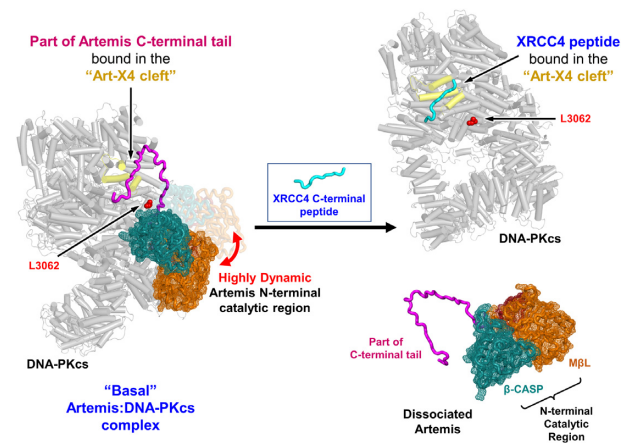 Part of Artemis C-terminal tail
bound in the
“Art-X4 cleft”
L3062
Highly Dynamic
Artemis N-terminal
catalytic region
DNA-PKcs
“Basal”
Artemis:DNA-PKcs
complex
XRCC4 C-terminal
peptide
XRCC4 peptide
bound in the
“Art-X4 cleft”
L3062
DNA-PKcs
Part of
C-terminal tail
MβL
β-CASP
Dissociated
Artemis
N-terminal
Catalytic
Region